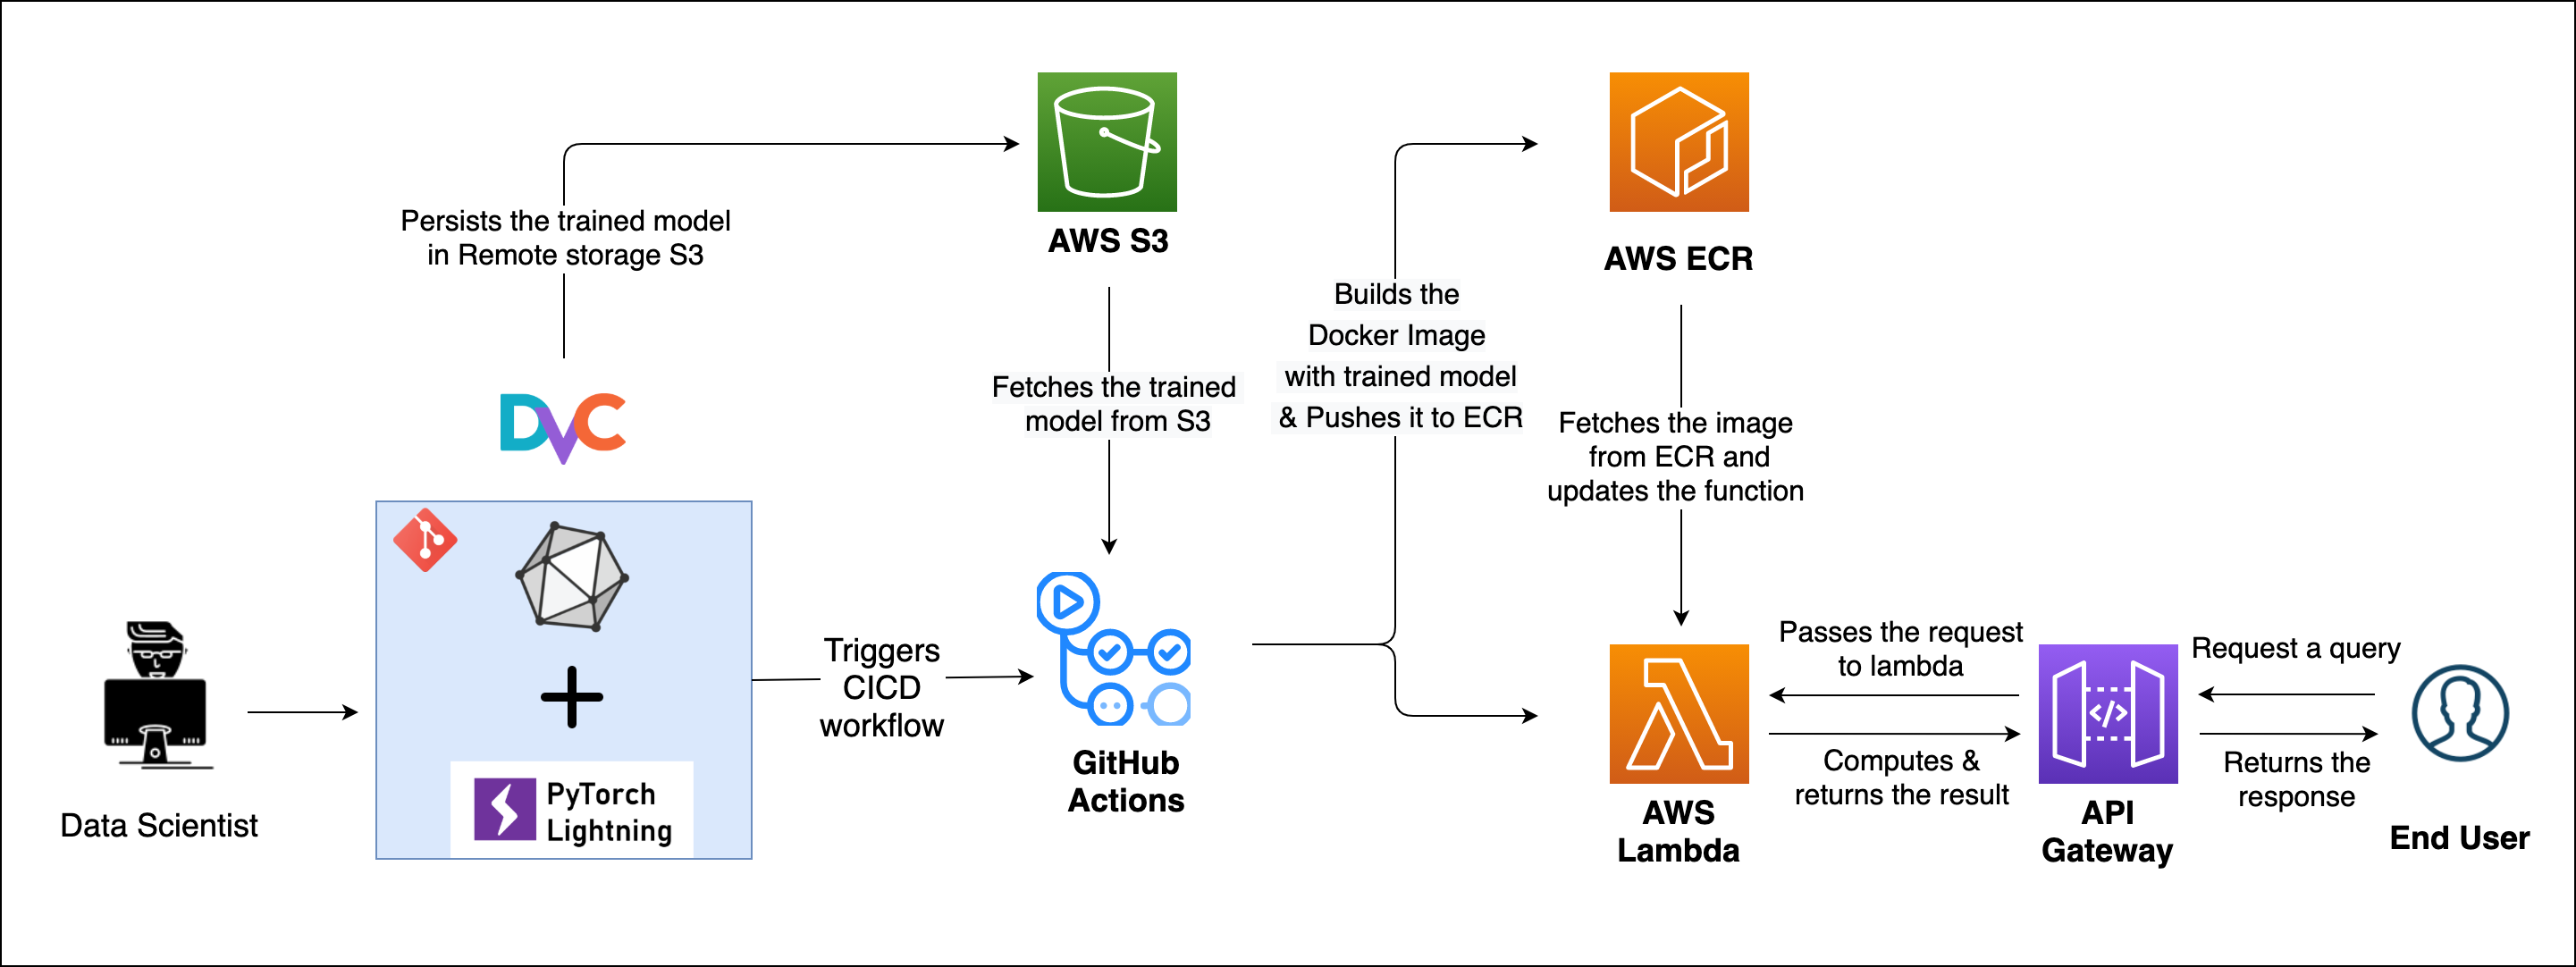 Persists the trained model
in Remote storage S3
AWS S3
AWS ECR
Builds the
Docker Image
with trained model
& Pushes it to ECR
Fetches the trained
model from S3
Fetches the image
from ECR and
updates the function
DVC
Data Scientist
PyTorch
Lightning
Triggers
CICD
workflow
GitHub
Actions
AWS
Lambda
Passes the request
to lambda
Computes &
returns the result
</>
API
Gateway
Request a query
Returns the
response
End User